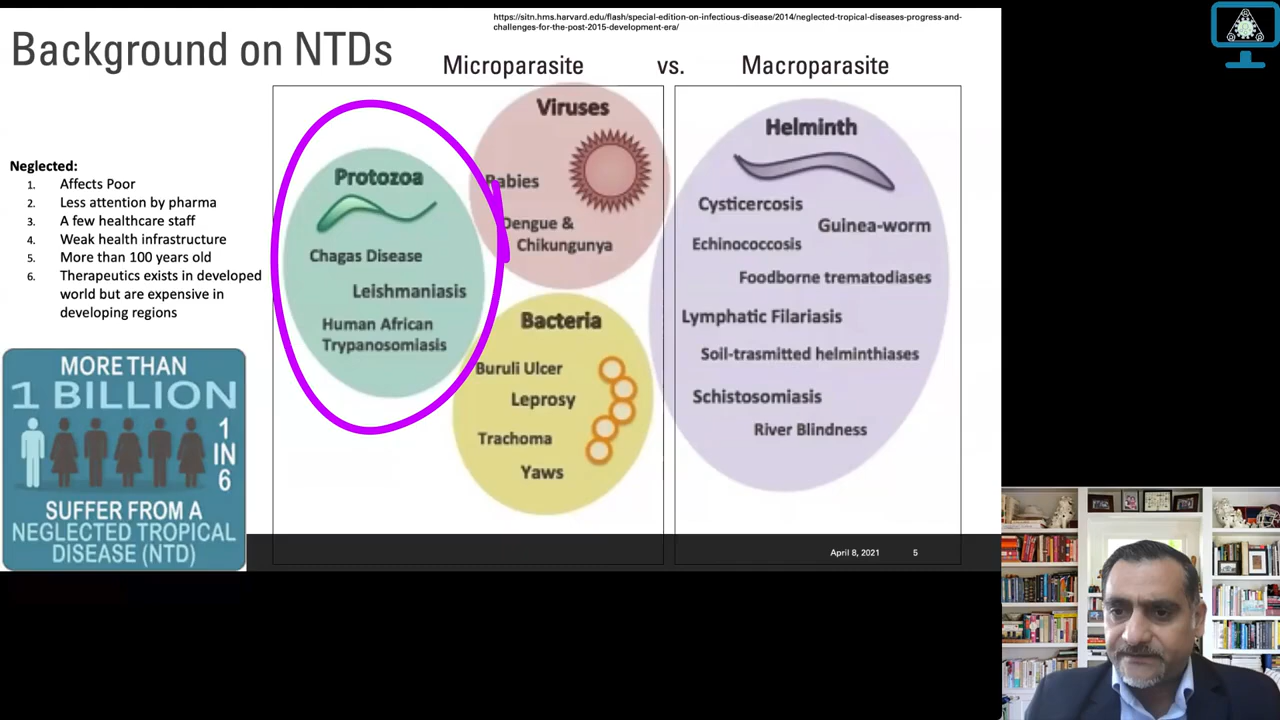 https://sitn.hms.harvard.edu/flash/special-edition-on-infectious-disease/2014/neglected-tropical-diseases-progress-and-
challenges-for-the-post-2015-development-era/
Background on NTDs
Microparasite vs. Macroparasite
Neglected:
1. Affects Poor
2. Less attention by pharma
3. A few healthcare staff
4. Weak health infrastructure
5. More than 100 years old
6. Therapeutics exists in developed
world but are expensive in
developing regions
MORE THAN
1 BILLION
1
IN
6
SUFFER FROM A
NEGLECTED TROPICAL
DISEASE (NTD)
Protozoa
Chagas Disease
Leishmaniasis
Human African
Trypanosomiasis
Viruses
Rabies
Dengue &
Chikungunya
Bacteria
Buruli Ulcer
Leprosy
Trachoma
Yaws
Helminth
Cysticercosis
Guinea-worm
Echinococcosis
Foodborne trematodiases
Lymphatic Filariasis
Soil-trasmitted helminthiases
Schistosomiasis
River Blindness
April 8, 2021 5